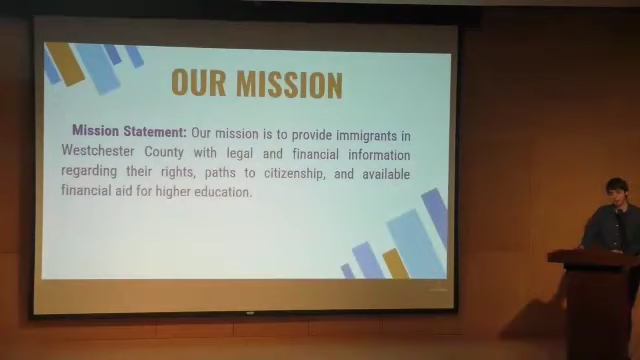 OUR MISSION
Mission Statement: Our mission is to provide immigrants in
Westchester County with legal and financial information
regarding their rights, paths to citizenship, and available
financial aid for higher education.